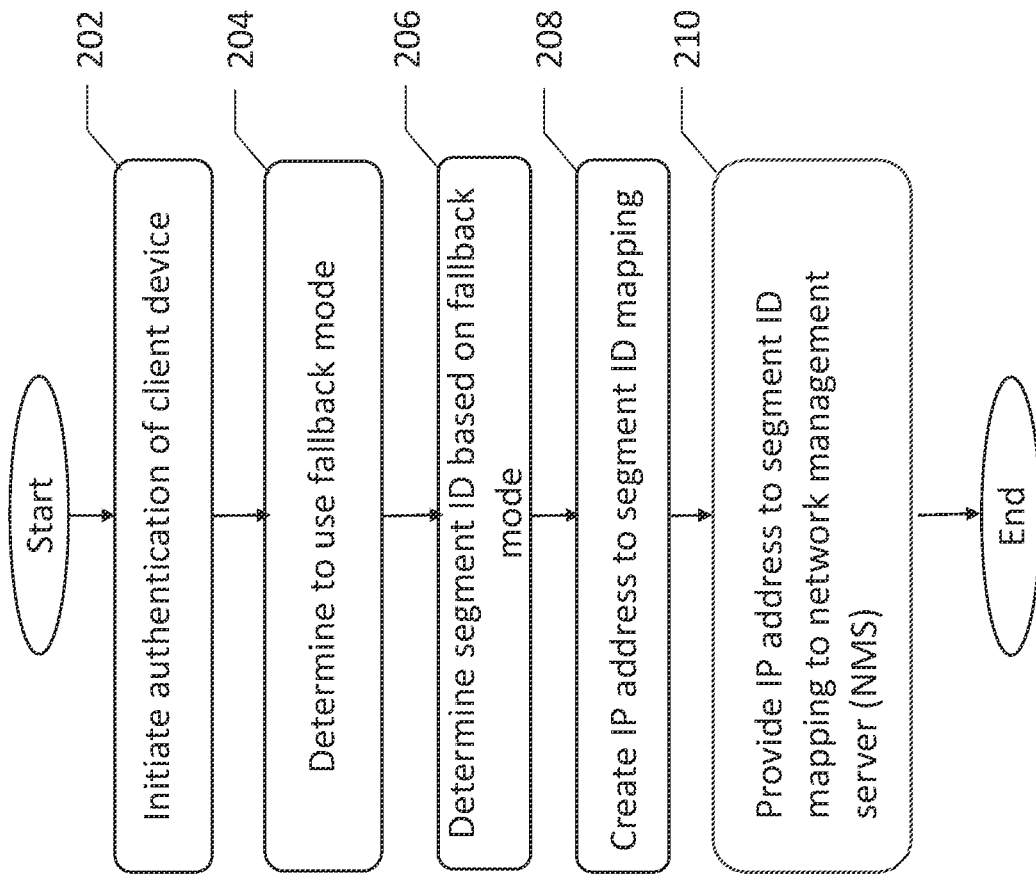 Start
202
Initiate authentication of client device
204
Determine to use fallback mode
206
Determine segment ID based on fallback
mode
208
Create IP address to segment ID mapping
210
Provide IP address to segment ID
mapping to network management
server (NMS)
End